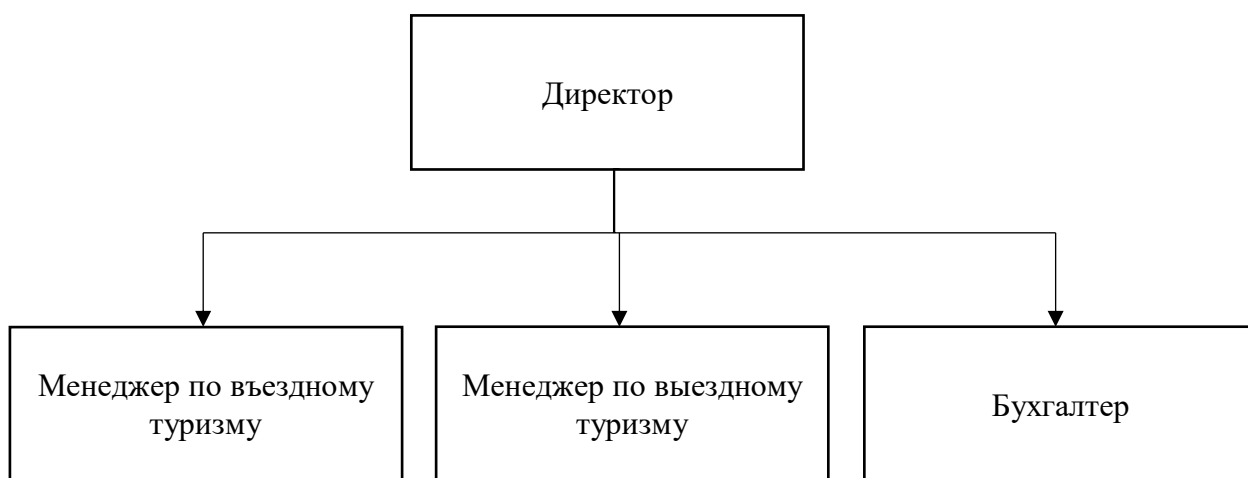 Директор
Менеджер по въездному
туризму
Менеджер по выездному
туризму
Бухгалтер